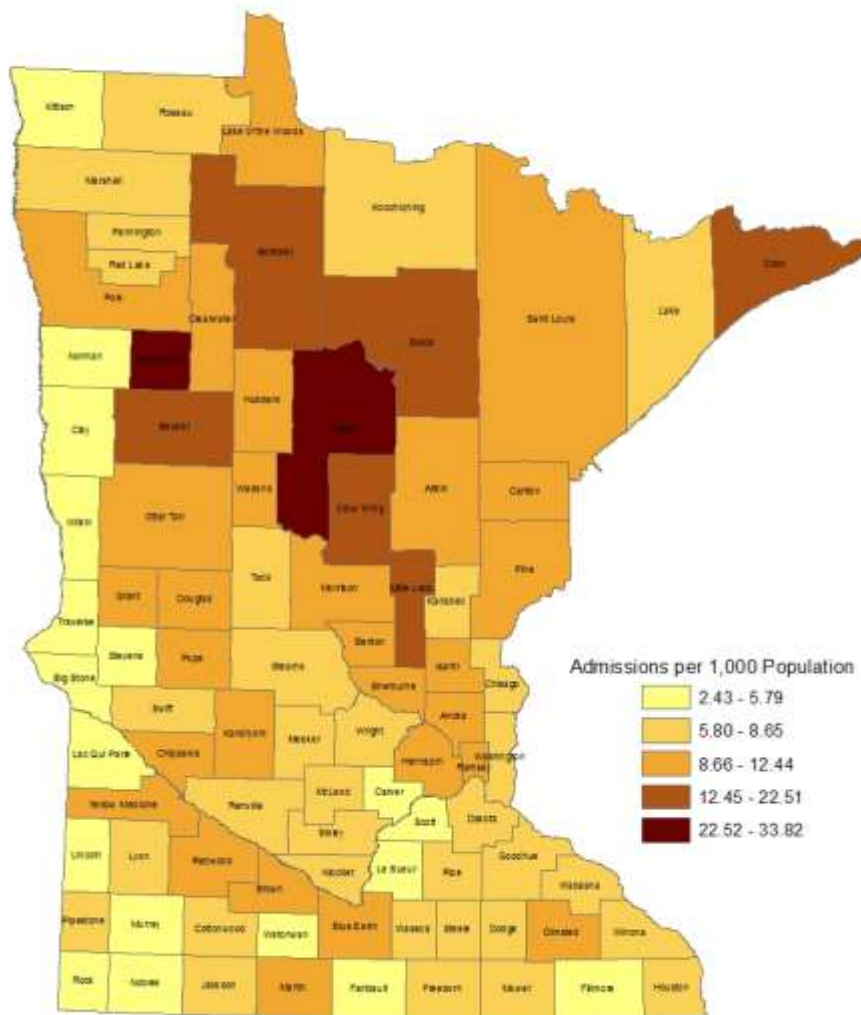 Kittson
Roseau
Lake of the Woods
Marshall
Koochiching
Pennington
Red Lake
Beltrami
Cook
Polk
Clearwater
Saint Louis
Lake
Itasca
Norman
Hubbard
Cass
Clay
Becker
Wadena
Aitkin
Carlton
Crow Wing
Otter Tail
Wilkin
Pine
Todd
Morrison
Mille Lacs
Kanabec
Grant
Douglas
Traverse
Benton
Stevens
Pope
Stearns
Isanti
Big Stone
Sherburne
Chisago
Admissions per 1,000 Population
2.43 - 5.79
5.80 - 8.65
8.66 - 12.44
12.45 - 22.51
22.52 - 33.82
Swift
Kandiyohi
Meeker
Wright
Anoka
Washington
Lac Qui Parle
Chippewa
Hennepin
Ramsey
McLeod
Carver
Yellow Medicine
Renville
Scott
Dakota
Sibley
Lincoln
Lyon
Redwood
Nicollet
Le Sueur
Rice
Goodhue
Wabasha
Brown
Pipestone
Murray
Cottonwood
Watonwan
Blue Earth
Waseca
Steele
Dodge
Olmsted
Winona
Rock
Nobles
Jackson
Martin
Faribault
Freeborn
Mower
Fillmore
Houston